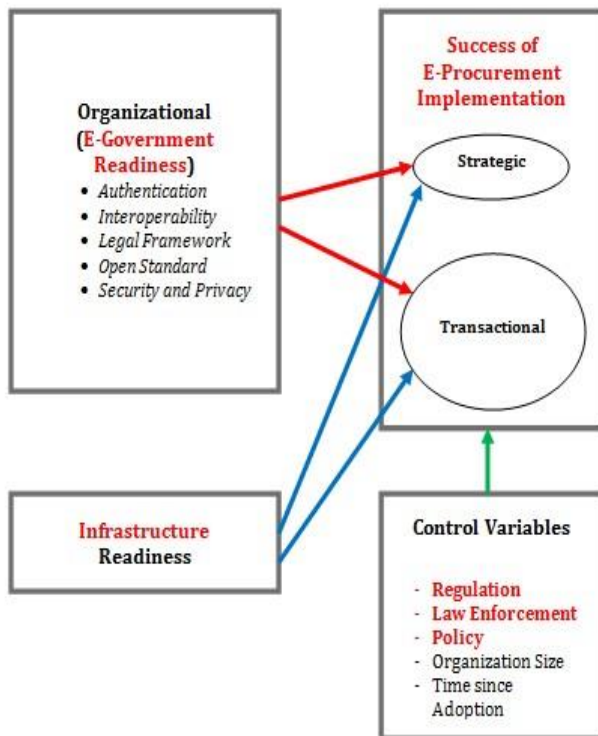 Organizational
(E-Government
Readiness)
• Authentication
• Interoperability
• Legal Framework
• Open Standard
• Security and Privacy
Success of
E-Procurement
Implementation
Strategic
Transactional
Infrastructure
Readiness
Control Variables
- Regulation
- Law Enforcement
- Policy
- Organization Size
- Time since
Adoption